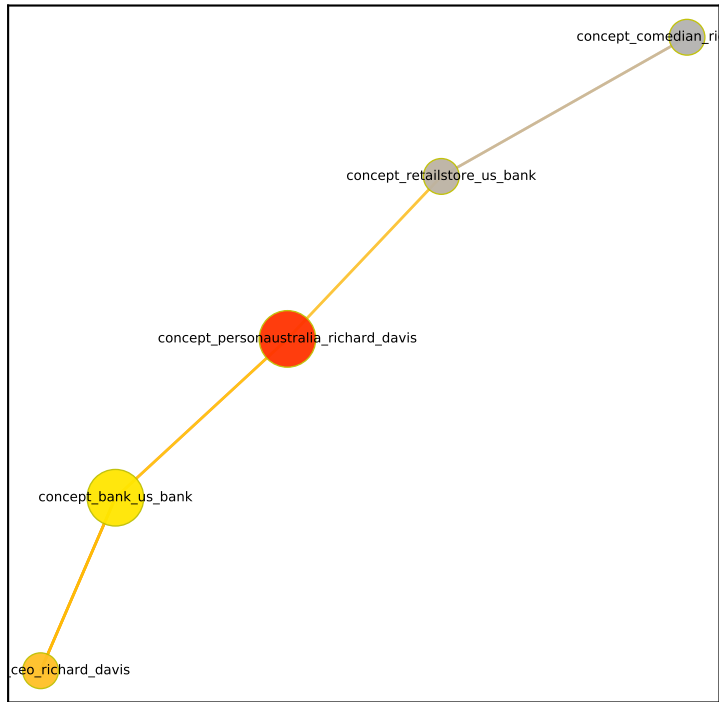 concept_comedian_ri
concept_retailstore_us_bank
concept_personaustralia_richard_davis
concept_bank_us_bank
_ceo_richard_davis